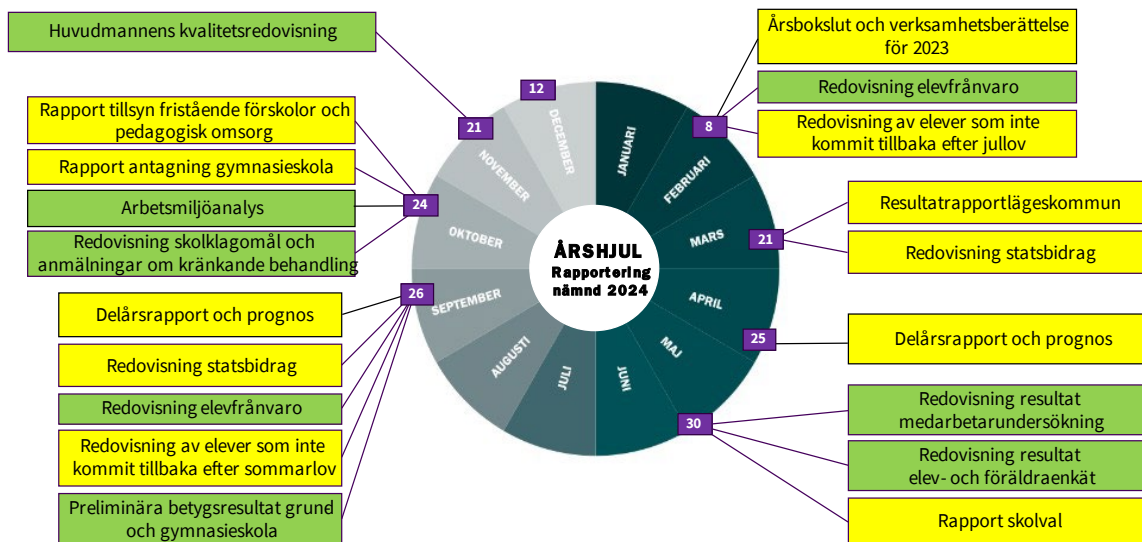 Huvudmannens kvalitetsredovisning
Årsbokslut och verksamhetsberättelse
för 2023
Redovisning elevfrånvaro
Redovisning av elever som inte
kommit tillbaka efter jullov
Rapport tillsyn fristående förskolor och
pedagogisk omsorg
Rapport antagning gymnasieskola
Arbetsmiljöanalys
Redovisning skolklagomål och
anmälningar om kränkande behandling
Resultatrapportlägeskommun
Redovisning statsbidrag
Delårsrapport och prognos
Redovisning statsbidrag
Redovisning elevfrånvaro
Redovisning av elever som inte
kommit tillbaka efter sommarlov
Preliminära betygsresultat grund
och gymnasieskola
Delårsrapport och prognos
Redovisning resultat
medarbetarundersökning
Redovisning resultat
elev- och föräldraenkät
Rapport skolval
12
21
24
26
8
21
25
30
JANUARI
FEBRUARI
MARS
APRIL
MAJ
JUNI
JULI
AUGUSTI
SEPTEMBER
OKTOBER
NOVEMBER
DECEMBER
ÅRSHJUL
Rapportering
nämnd 2024